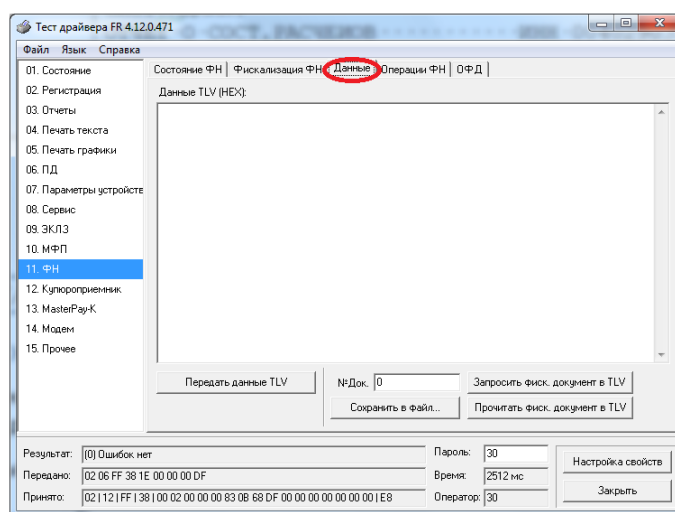 Тест драйвера FR 4.12.0.471
Файл Язык Справка
01. Состояние
02. Регистрация
03. Отчеты
04. Печать текста
05. Печать графики
06. ПД
07. Параметры устройств
08. Сервис
09. ЭКЛЗ
10. МФП
11. ФН
12. Купюроприемник
13. MasterPay-K
14. Модем
15. Прочее
Состояние ФН Фискализация ФН Данные Операции ФН ОФД
Данные TLV (HEX):
Передать данные TLV
№Док. 0
Запросить фиск. документ в TLV
Сохранить в файл...
Прочитать фиск. документ в TLV
Результат: (0) Ошибок нет
Пароль: 30
Передано: 02 06 FF 38 1E 00 00 00 DF
Время: 2512 мс
Принято: 02 | 12 | FF | 38 | 00 02 00 00 00 83 0B 68 DF 00 00 00 00 00 00 00 | E8
Оператор: 30
Настройка свойств
Закрыть